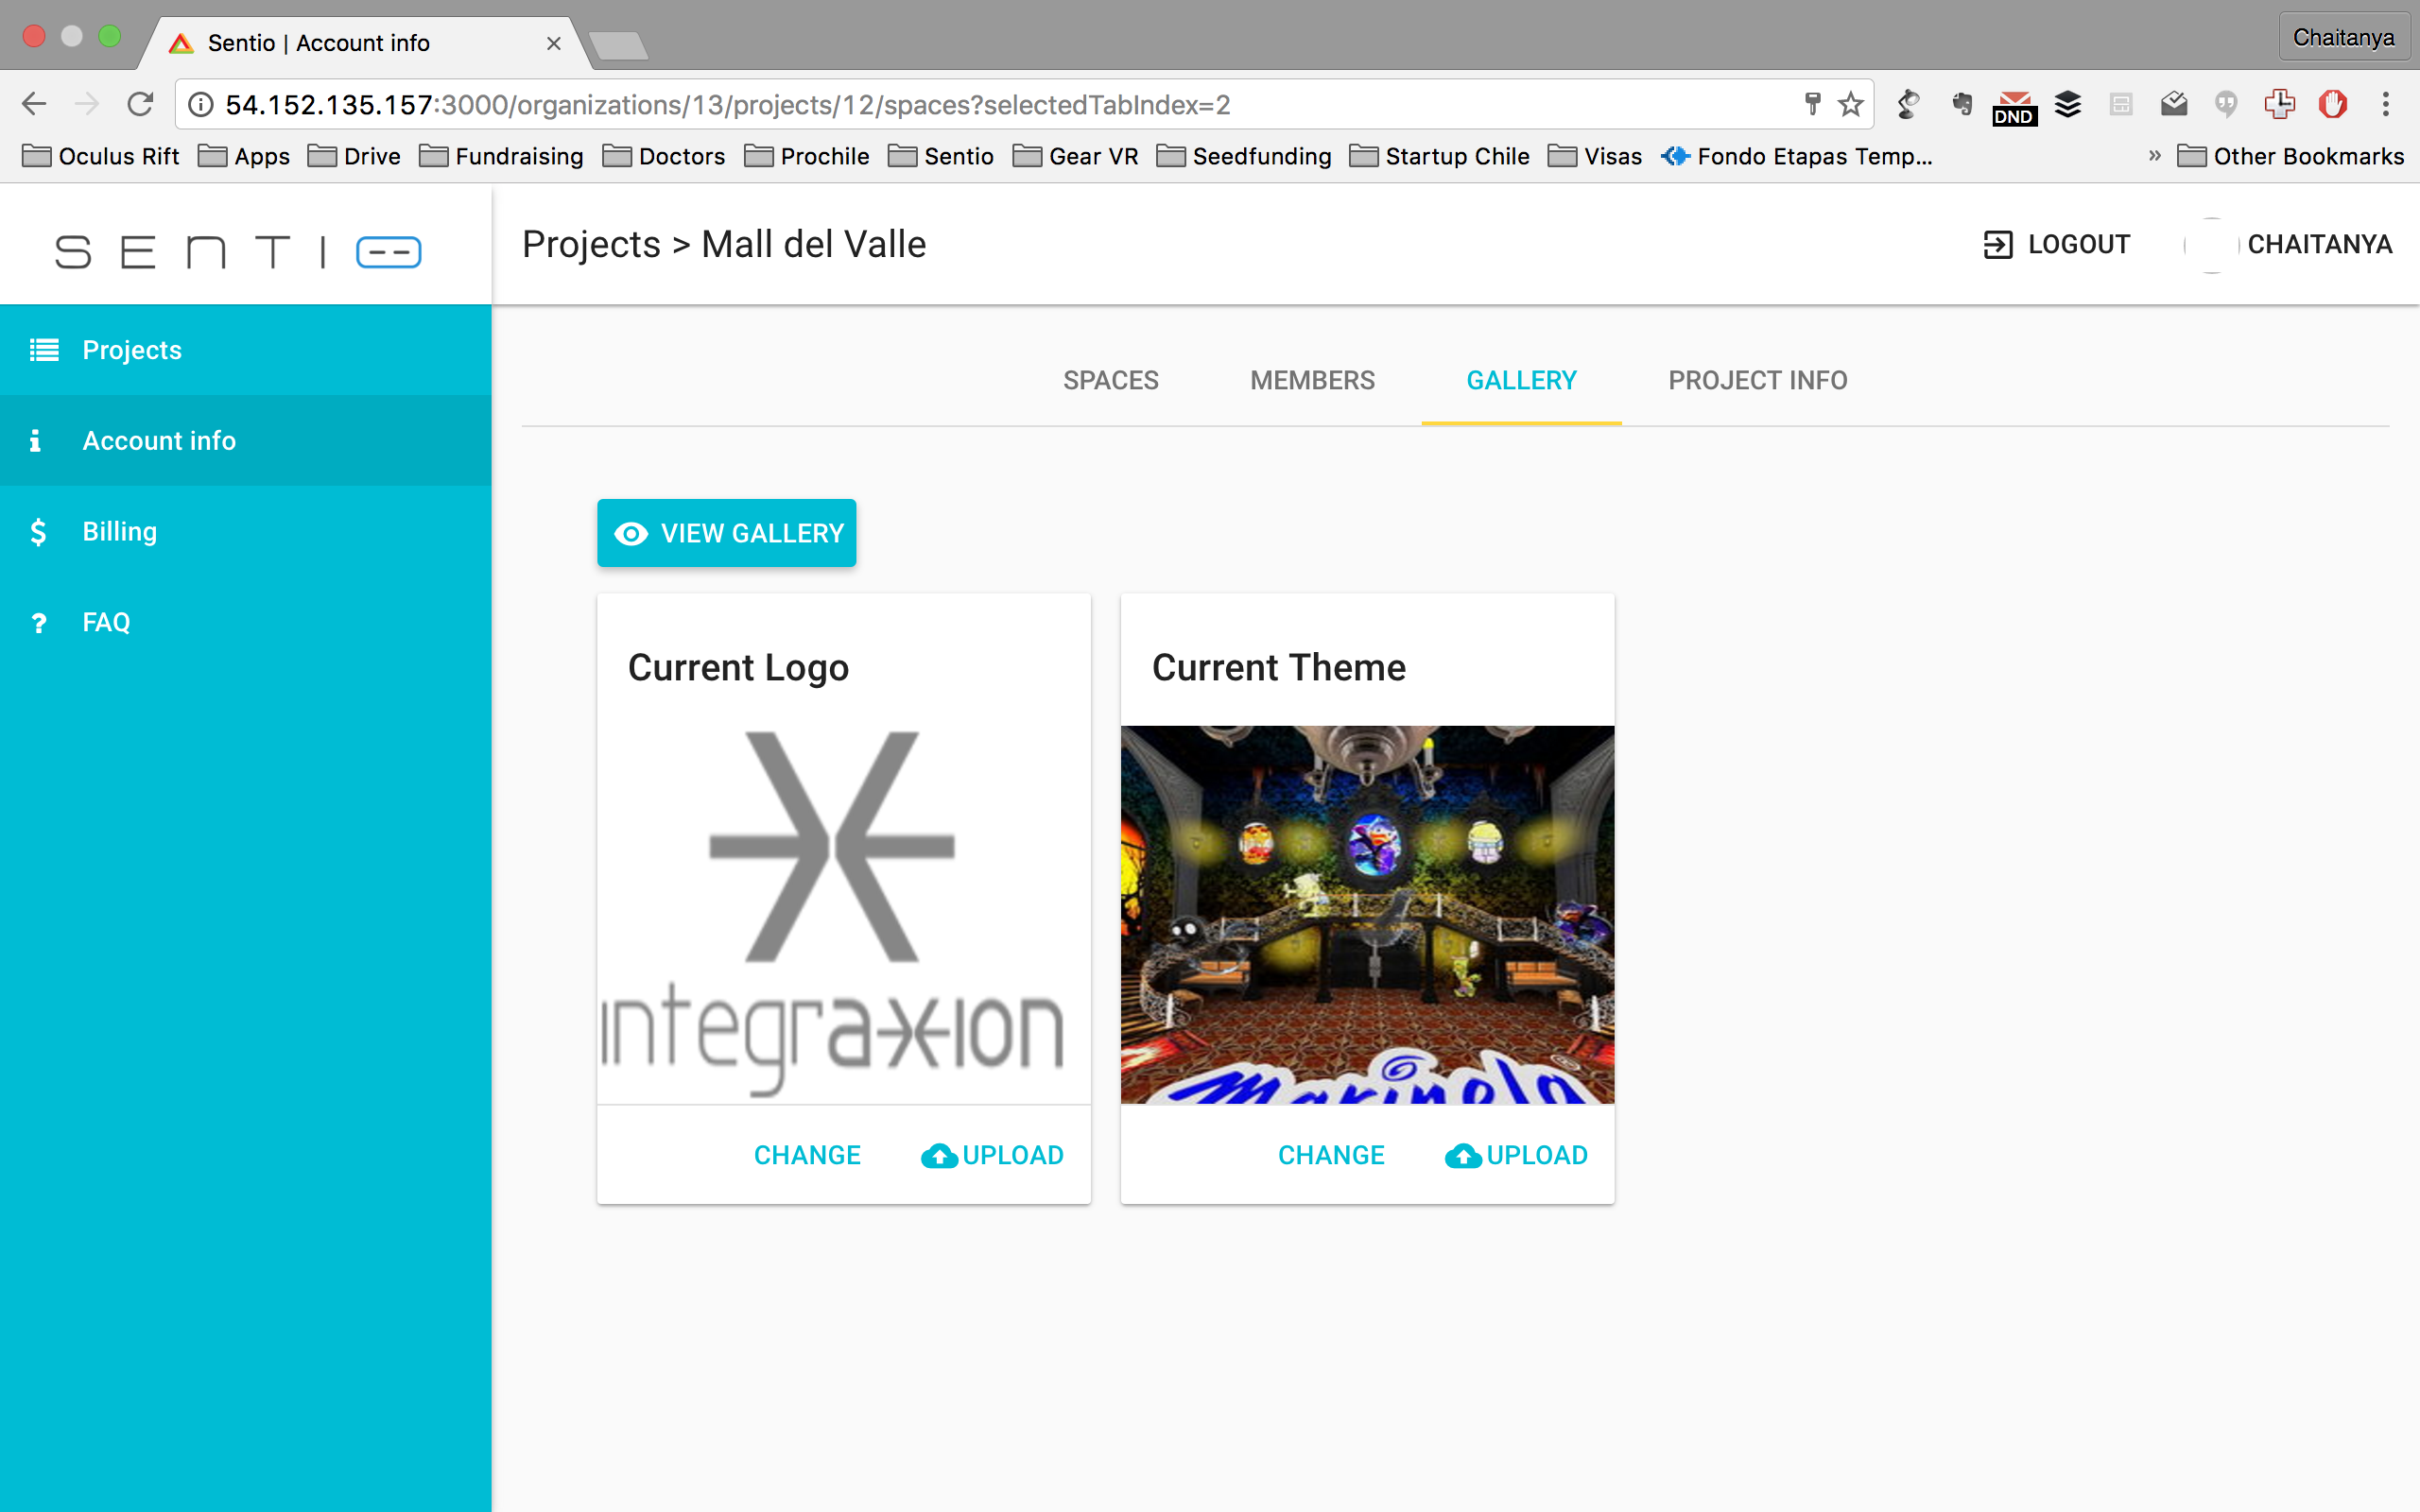 Sentio | Account info
Chaitanya
54.152.135.157:3000/organizations/13/projects/12/spaces?selectedTabIndex=2
DND
Oculus Rift Apps Drive Fundraising Doctors Prochile Sentio Gear VR Seedfunding Startup Chile Visas Fondo Etapas Temp... » Other Bookmarks
SENTI
Projects > Mall del Valle
LOGOUT
CHAITANYA
Projects
Account info
Billing
FAQ
SPACES MEMBERS GALLERY PROJECT INFO
VIEW GALLERY
Current Logo
integraxion
CHANGE UPLOAD
Current Theme
Marinela
CHANGE UPLOAD